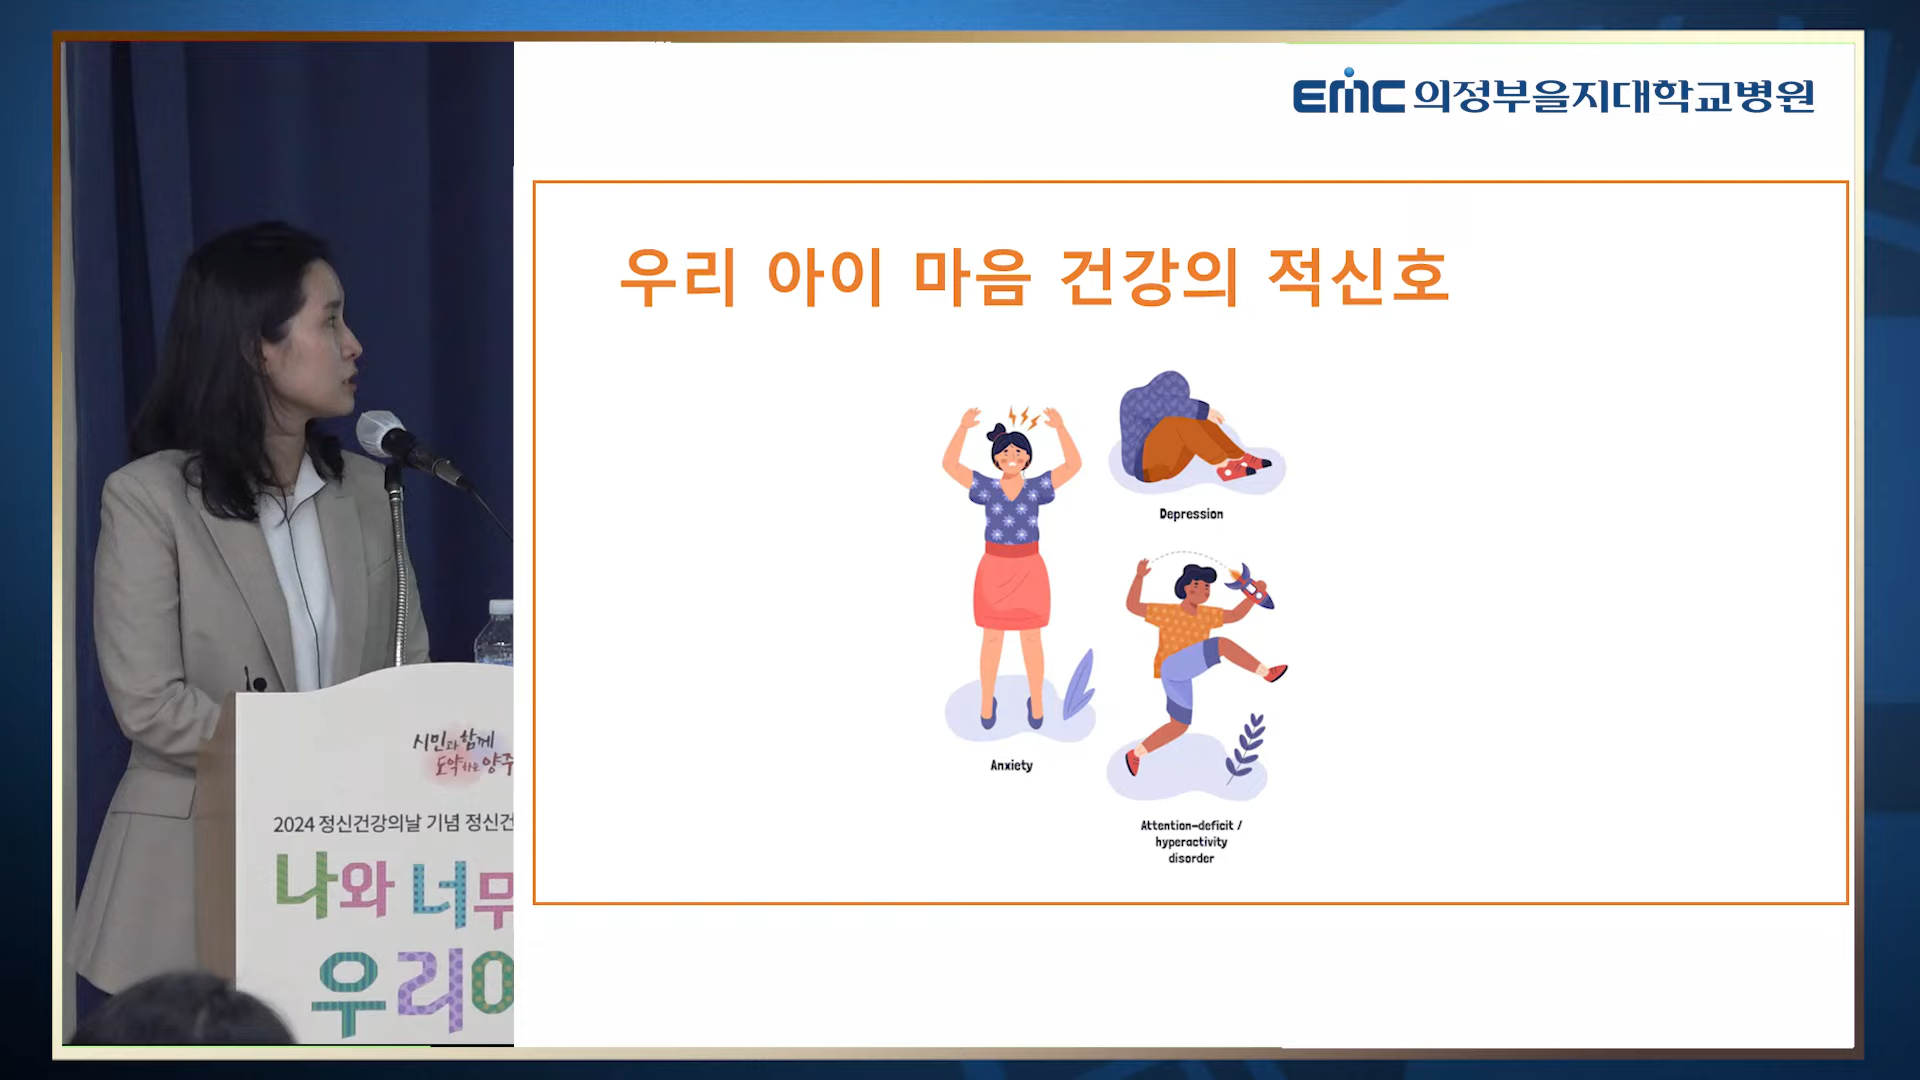 EMC 의정부을지대학교병원
우리 아이 마음 건강의 적신호
Depression
Anxiety
Attention-deficit /
hyperactivity
disorder
시민과 함께
도약하는 양주
2024 정신건강의날 기념 정신건
나와 너무
우리